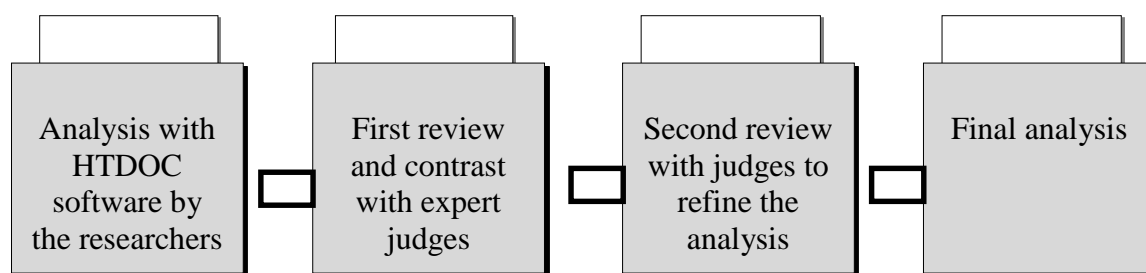 Analysis with
HTDOC
software by
the researchers
First review
and contrast
with expert
judges
Second review
with judges to
refine the
analysis
Final analysis